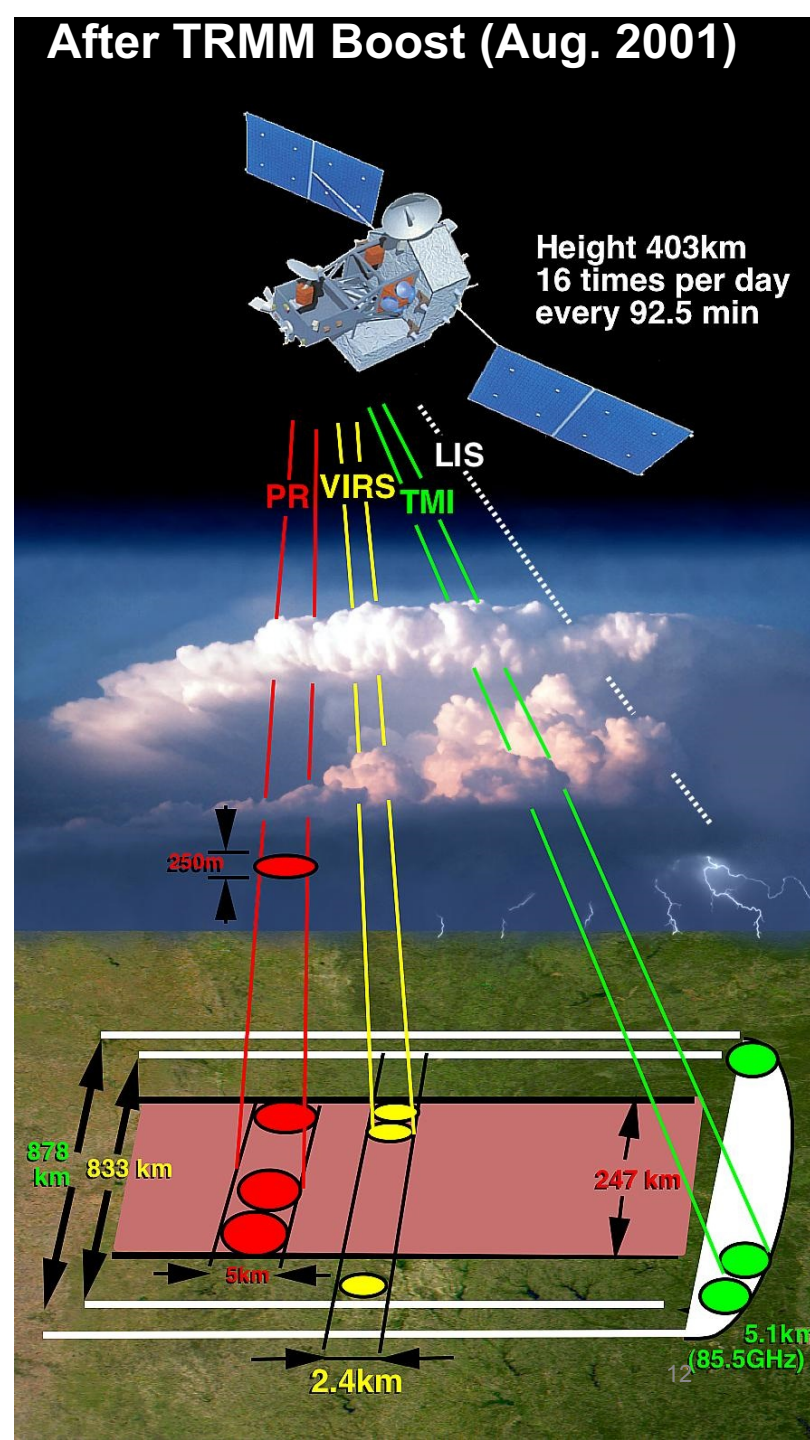 After TRMM Boost (Aug. 2001)
Height 403km
16 times per day
every 92.5 min
LIS
VIRS
PR
TMI
250m
878
km
833 km
247 km
5km
5.1km
(85.5GHz)
12
2.4km